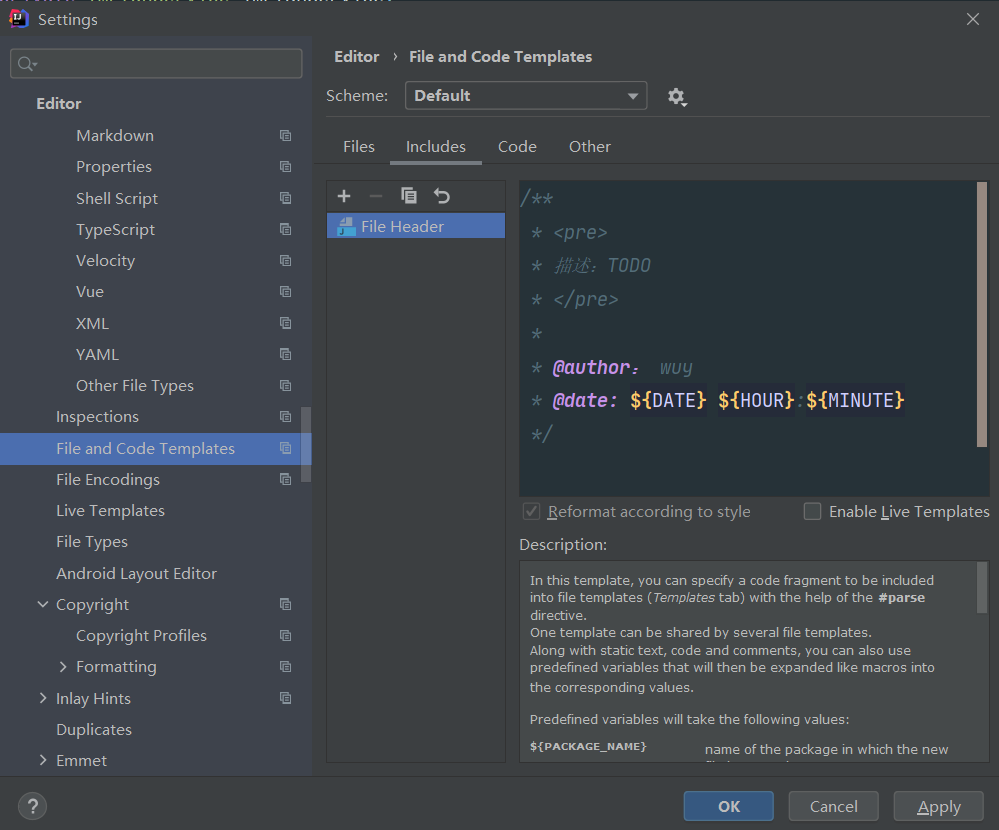 Settings
Editor
Markdown
Properties
Shell Script
TypeScript
Velocity
Vue
XML
YAML
Other File Types
Inspections
File and Code Templates
File Encodings
Live Templates
File Types
Android Layout Editor
Copyright
Copyright Profiles
Formatting
Inlay Hints
Duplicates
Emmet
Editor › File and Code Templates
Scheme: Default
Files Includes Code Other
File Header
/**
* <pre>
* 描述：TODO
* </pre>
*
* @author： wuy
* @date: ${DATE} ${HOUR}:${MINUTE}
*/
Reformat according to style Enable Live Templates
Description:
In this template, you can specify a code fragment to be included
into file templates (Templates tab) with the help of the #parse
directive.
One template can be shared by several file templates.
Along with static text, code and comments, you can also use
predefined variables that will then be expanded like macros into
the corresponding values.
Predefined variables will take the following values:
${PACKAGE_NAME} name of the package in which the new
? OK Cancel Apply